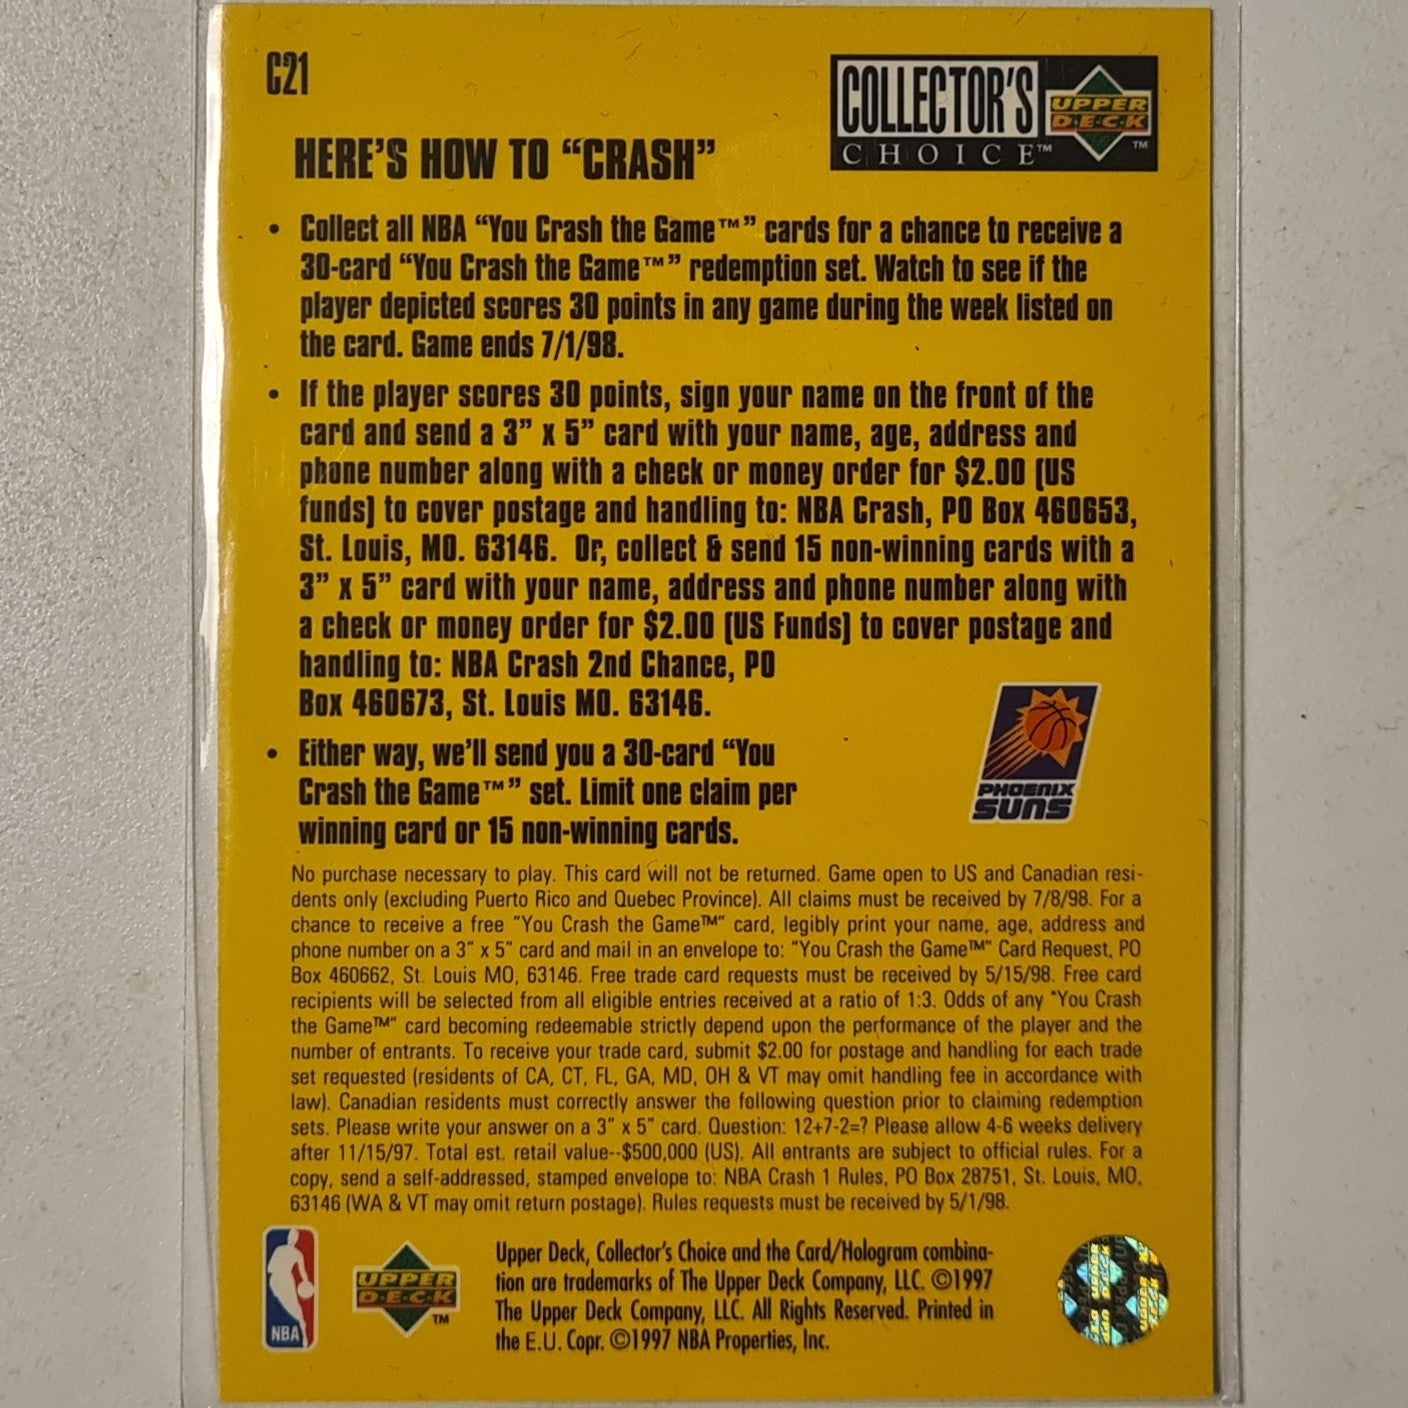 C21
COLLECTOR'S
CHOICE™
UPPER
D·E·C·K
™
HERE'S HOW TO “CRASH”
• Collect all NBA “You Crash the Game™” cards for a chance to receive a
30-card “You Crash the Game™” redemption set. Watch to see if the
player depicted scores 30 points in any game during the week listed on
the card. Game ends 7/1/98.
• If the player scores 30 points, sign your name on the front of the
card and send a 3” x 5” card with your name, age, address and
phone number along with a check or money order for $2.00 (US
funds) to cover postage and handling to: NBA Crash, PO Box 460653,
St. Louis, MO. 63146.  Or, collect & send 15 non-winning cards with a
3” x 5” card with your name, address and phone number along with
a check or money order for $2.00 (US Funds) to cover postage and
handling to: NBA Crash 2nd Chance, PO
Box 460673, St. Louis MO. 63146.
• Either way, we'll send you a 30-card “You
Crash the Game™” set. Limit one claim per
winning card or 15 non-winning cards.
PHOENIX
SUNS
No purchase necessary to play. This card will not be returned. Game open to US and Canadian resi-
dents only (excluding Puerto Rico and Quebec Province). All claims must be received by 7/8/98. For a
chance to receive a free "You Crash the Game™" card, legibly print your name, age, address and
phone number on a 3" x 5" card and mail in an envelope to: "You Crash the Game™" Card Request, PO
Box 460662, St. Louis MO, 63146. Free trade card requests must be received by 5/15/98. Free card
recipients will be selected from all eligible entries received at a ratio of 1:3. Odds of any "You Crash
the Game™" card becoming redeemable strictly depend upon the performance of the player and the
number of entrants. To receive your trade card, submit $2.00 for postage and handling for each trade
set requested (residents of CA, CT, FL, GA, MD, OH & VT may omit handling fee in accordance with
law). Canadian residents must correctly answer the following question prior to claiming redemption
sets. Please write your answer on a 3" x 5" card. Question: 12+7-2=? Please allow 4-6 weeks delivery
after 11/15/97. Total est. retail value--$500,000 (US). All entrants are subject to official rules. For a
copy, send a self-addressed, stamped envelope to: NBA Crash 1 Rules, PO Box 28751, St. Louis, MO,
63146 (WA & VT may omit return postage). Rules requests must be received by 5/1/98.
NBA
UPPER
D·E·C·K
™
Upper Deck, Collector's Choice and the Card/Hologram combina-
tion are trademarks of The Upper Deck Company, LLC. ©1997
The Upper Deck Company, LLC. All Rights Reserved. Printed in
the E.U. Copr. ©1997 NBA Properties, Inc.